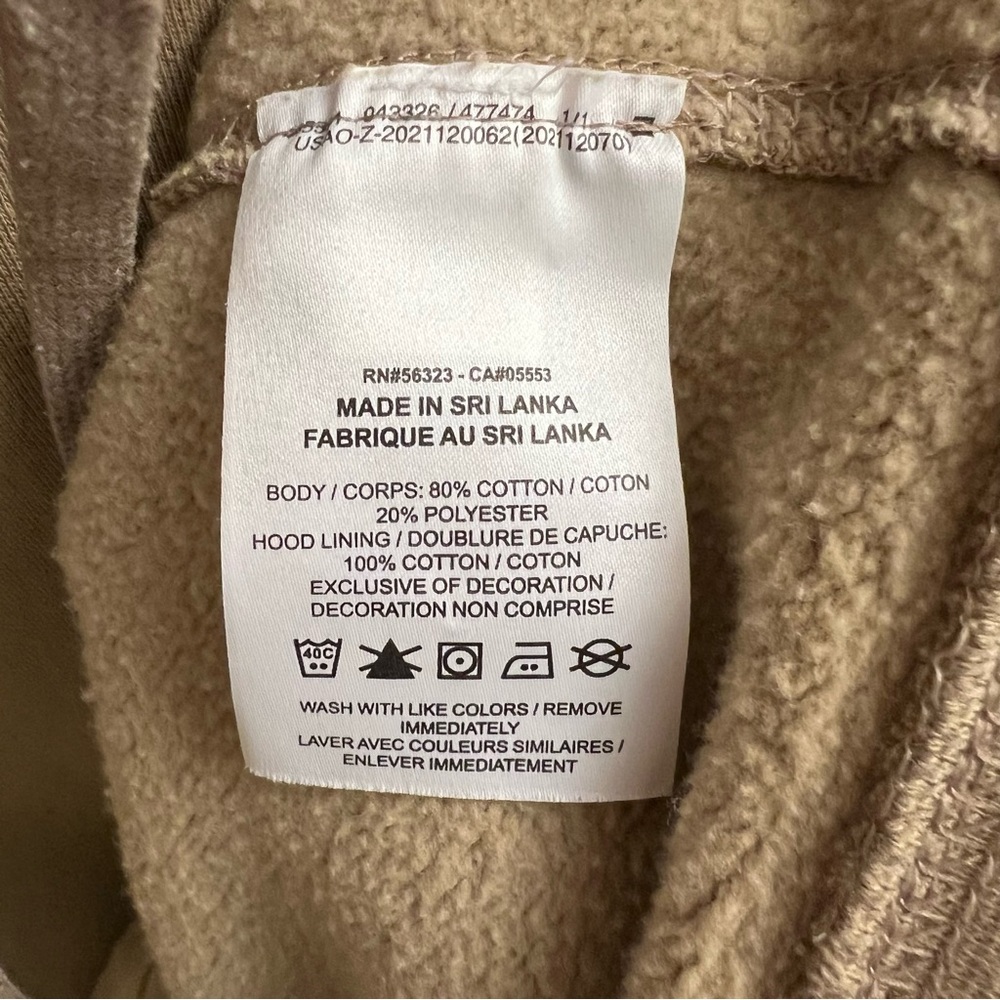 943326 / 477474 1/1
USAO-Z-2021120062(202112070)
RN#56323 - CA#05553
MADE IN SRI LANKA
FABRIQUE AU SRI LANKA
BODY / CORPS: 80% COTTON / COTON
20% POLYESTER
HOOD LINING / DOUBLURE DE CAPUCHE:
100% COTTON / COTON
EXCLUSIVE OF DECORATION /
DECORATION NON COMPRISE
40C
WASH WITH LIKE COLORS / REMOVE
IMMEDIATELY
LAVER AVEC COULEURS SIMILAIRES /
ENLEVER IMMEDIATEMENT